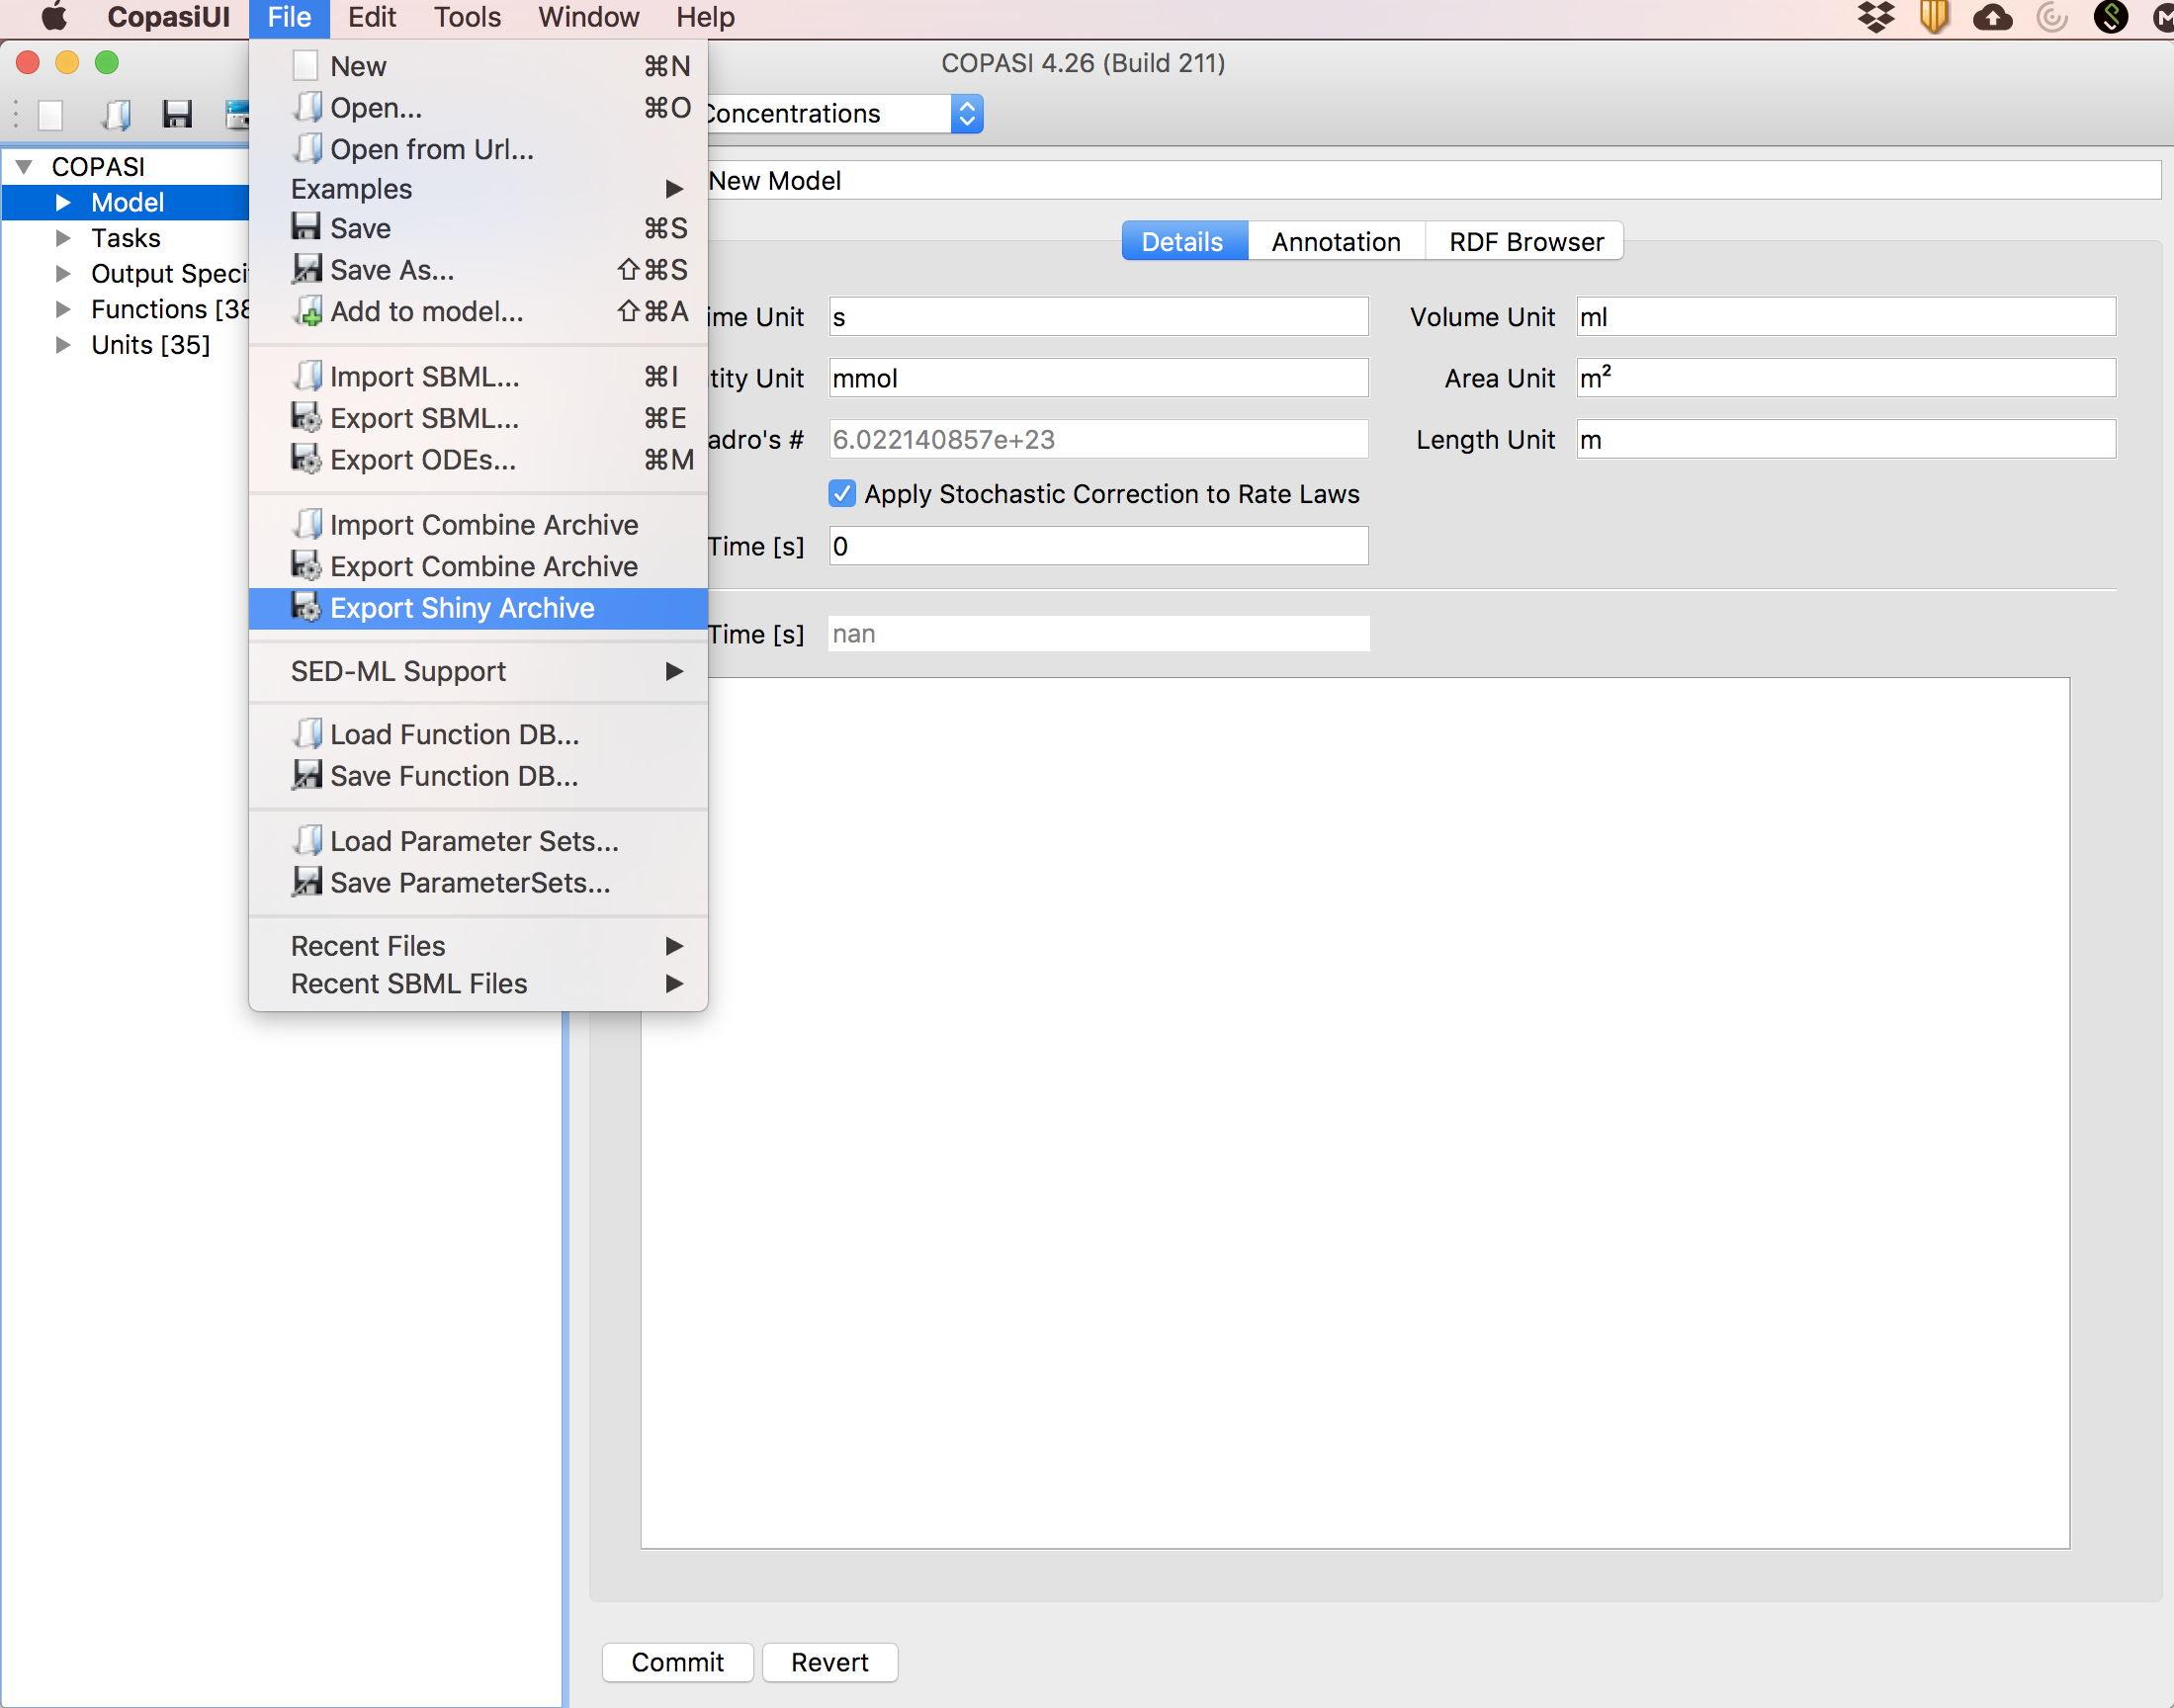 CopasiUI File Edit Tools Window Help
COPASI 4.26 (Build 211)
Concentrations
COPASI
Model
Tasks
Output Speci
Functions [38
Units [35]
New ⌘N
Open... ⌘O
Open from Url...
Examples
Save ⌘S
Save As... ⇧⌘S
Add to model... ⇧⌘A
Import SBML... ⌘I
Export SBML... ⌘E
Export ODEs... ⌘M
Import Combine Archive
Export Combine Archive
Export Shiny Archive
SED-ML Support
Load Function DB...
Save Function DB...
Load Parameter Sets...
Save ParameterSets...
Recent Files
Recent SBML Files
New Model
Details Annotation RDF Browser
ime Unit s Volume Unit ml
tity Unit mmol Area Unit m²
adro's # 6.022140857e+23 Length Unit m
Apply Stochastic Correction to Rate Laws
Time [s] 0
Time [s] nan
Commit Revert